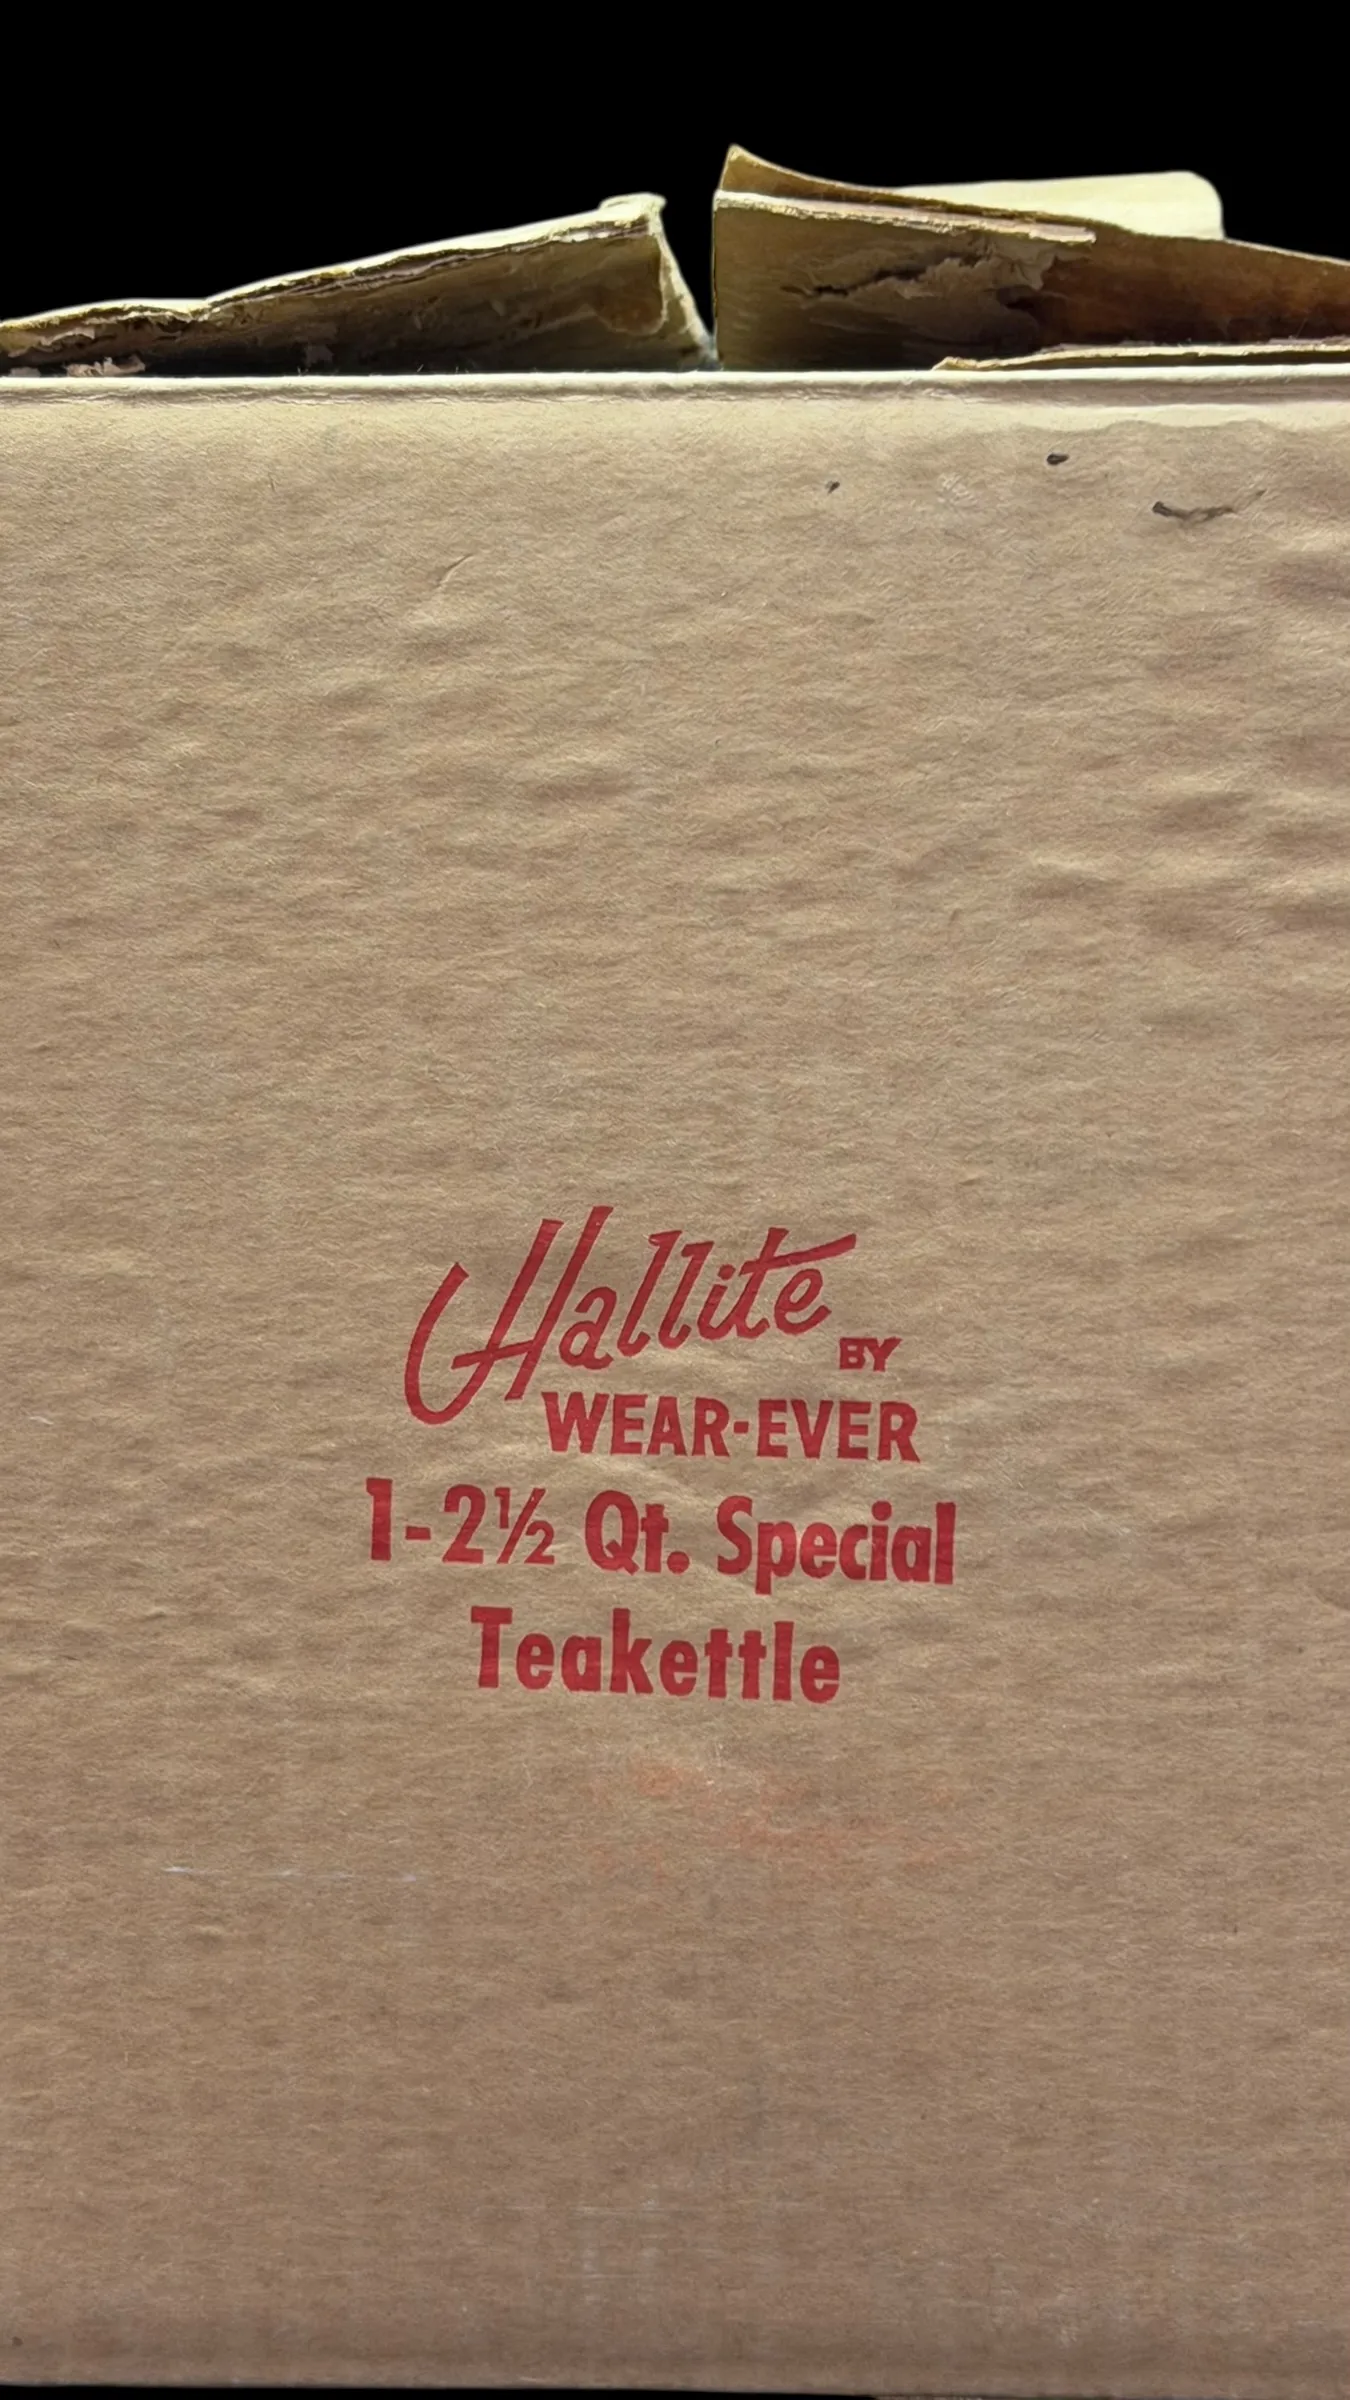 Hallite BY
WEAR-EVER
1-2½ Qt. Special
Teakettle